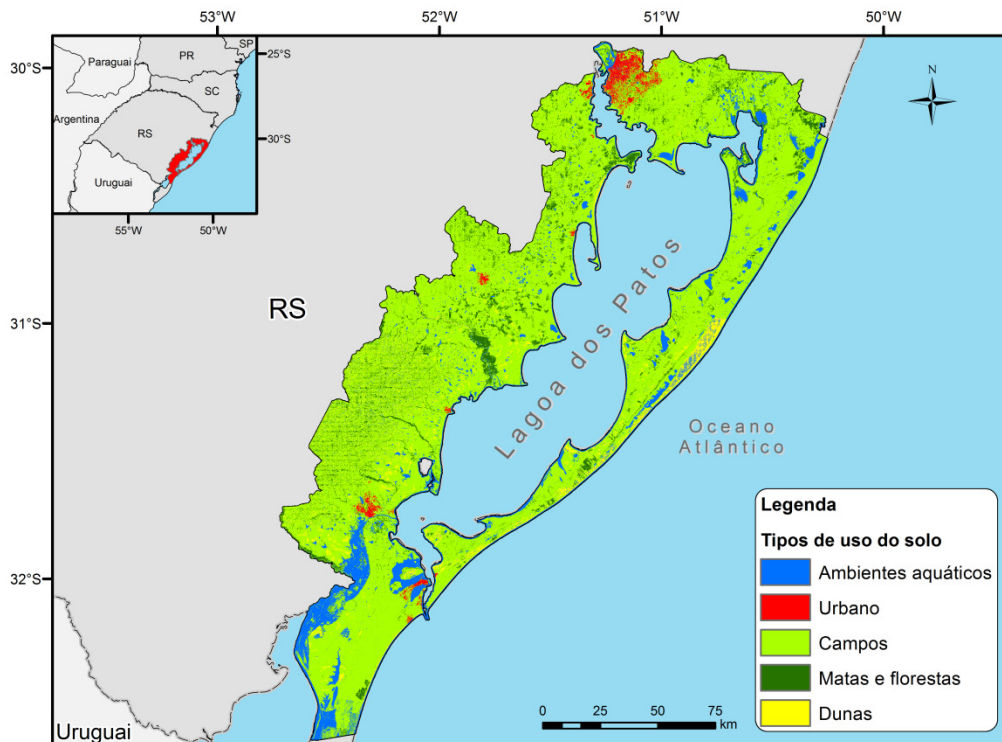 53°W
52°W
51°W
50°W
30°S
31°S
32°S
SP
PR
Paraguai
SC
Argentina
RS
Uruguai
25°S
30°S
55°W
50°W
N
RS
Lagoa dos Patos
Oceano
Atlântico
Uruguai
0 25 50 75
km
Legenda
Tipos de uso do solo
Ambientes aquáticos
Urbano
Campos
Matas e florestas
Dunas